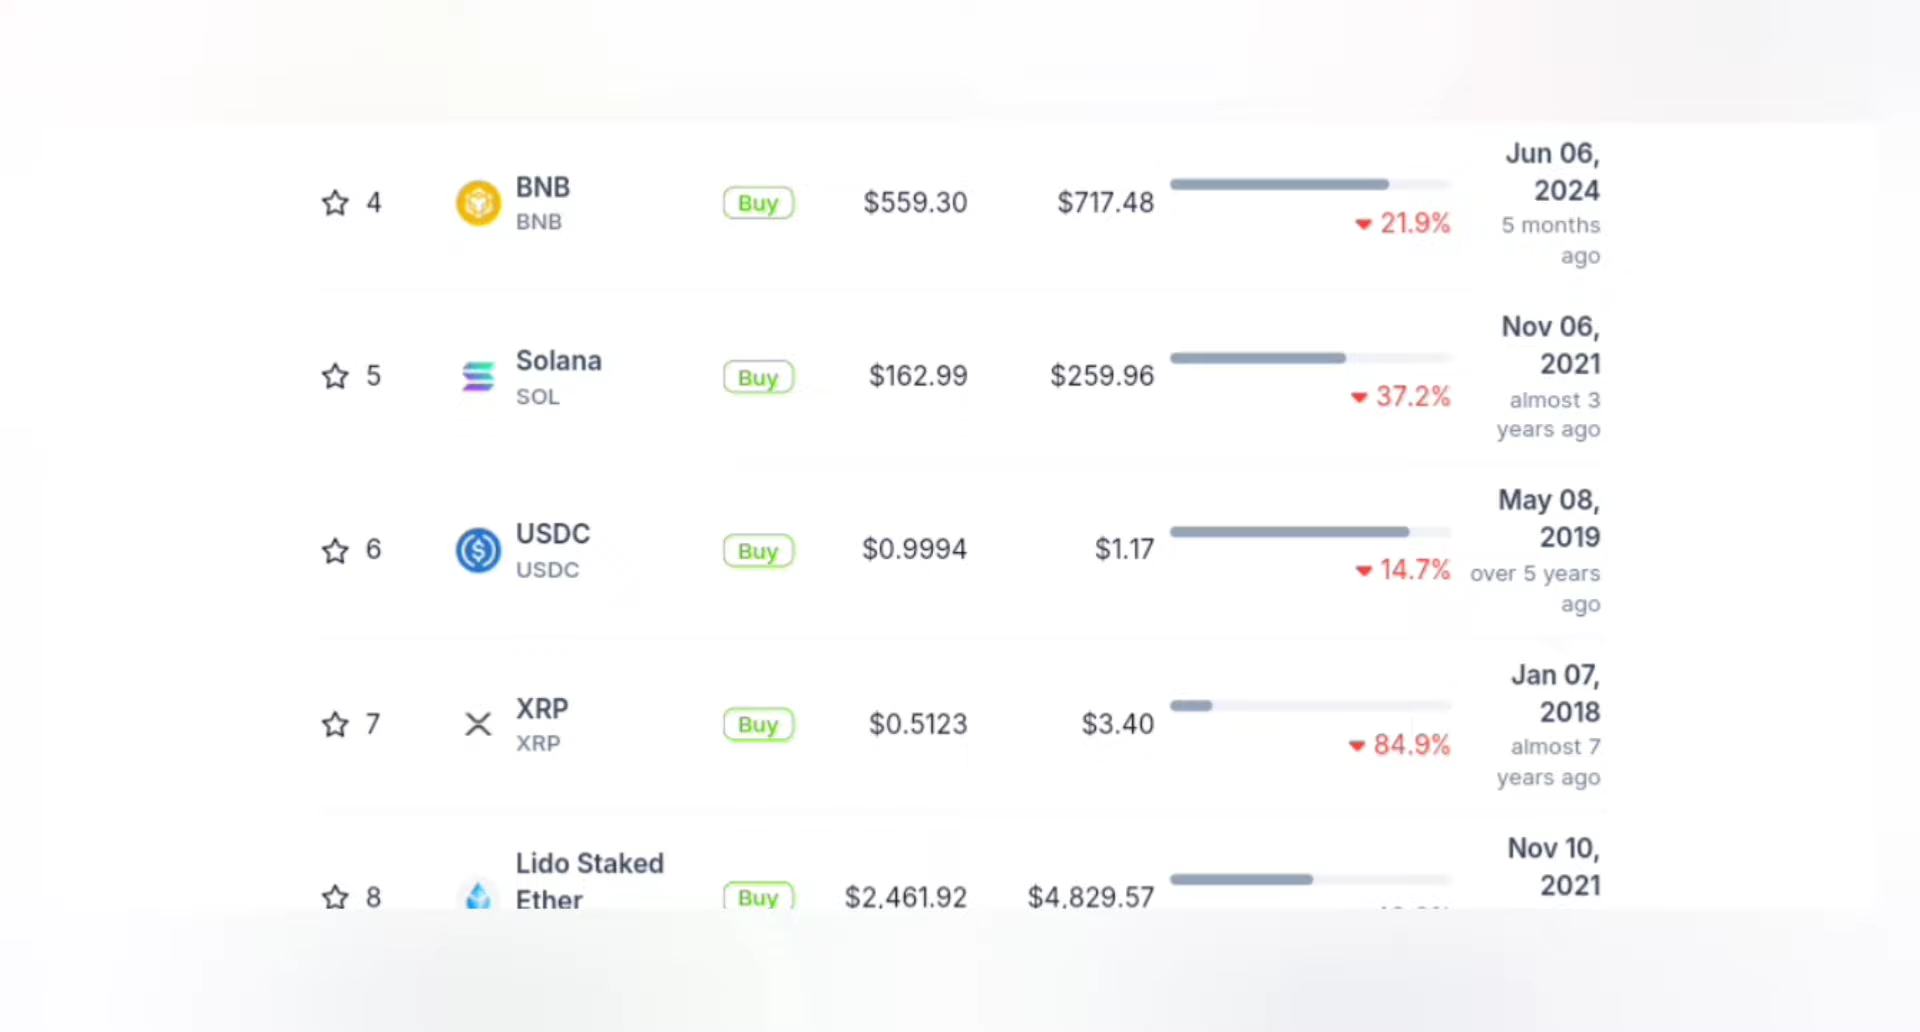 4 BNB BNB Buy $559.30 $717.48 21.9% Jun 06, 2024 5 months ago
5 Solana SOL Buy $162.99 $259.96 37.2% Nov 06, 2021 almost 3 years ago
6 USDC USDC Buy $0.9994 $1.17 14.7% May 08, 2019 over 5 years ago
7 XRP XRP Buy $0.5123 $3.40 84.9% Jan 07, 2018 almost 7 years ago
8 Lido Staked Ether Buy $2,461.92 $4,829.57 Nov 10, 2021